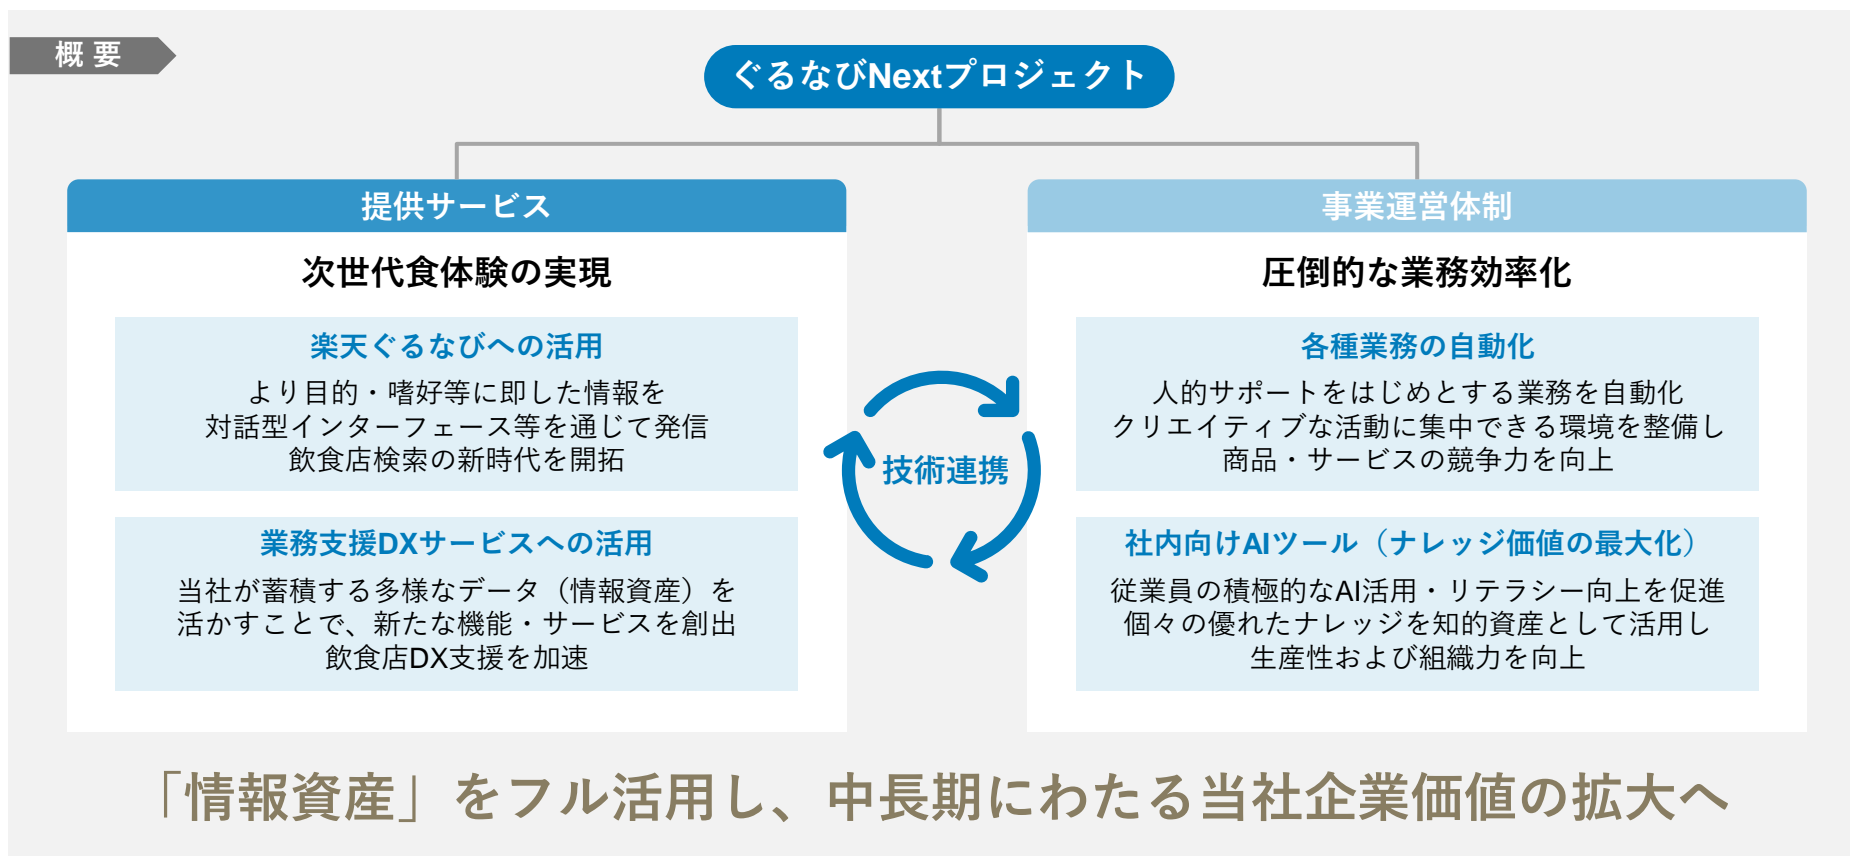 概要
ぐるなびNextプロジェクト
提供サービス
次世代食体験の実現
楽天ぐるなびへの活用
より目的・嗜好等に即した情報を
対話型インターフェース等を通じて発信
飲食店検索の新時代を開拓
業務支援DXサービスへの活用
当社が蓄積する多様なデータ（情報資産）を
活かすことで、新たな機能・サービスを創出
飲食店DX支援を加速
技術連携
事業運営体制
圧倒的な業務効率化
各種業務の自動化
人的サポートをはじめとする業務を自動化
クリエイティブな活動に集中できる環境を整備し
商品・サービスの競争力を向上
社内向けAIツール（ナレッジ価値の最大化）
従業員の積極的なAI活用・リテラシー向上を促進
個々の優れたナレッジを知的資産として活用し
生産性および組織力を向上
「情報資産」をフル活用し、中長期にわたる当社企業価値の拡大へ